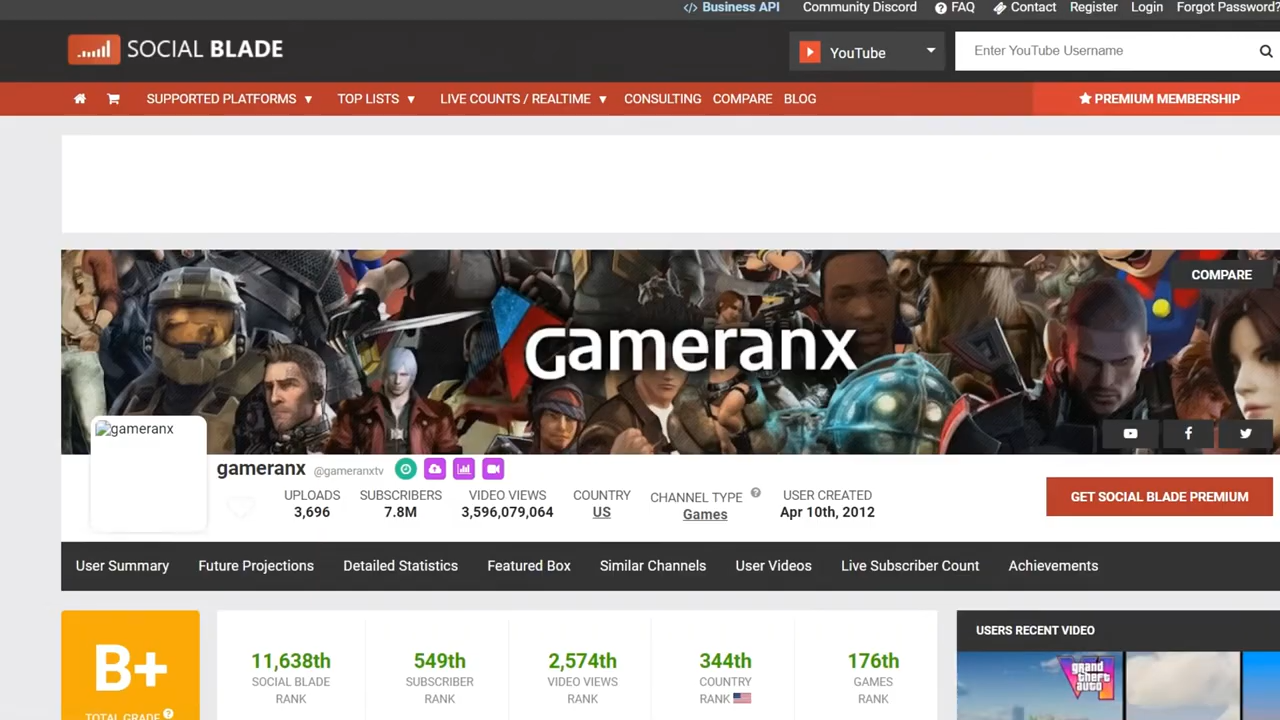 Business API Community Discord FAQ Contact Register Login Forgot Password?
SOCIAL BLADE
YouTube
Enter YouTube Username
SUPPORTED PLATFORMS ▼ TOP LISTS ▼ LIVE COUNTS / REALTIME ▼ CONSULTING COMPARE BLOG
PREMIUM MEMBERSHIP
COMPARE
Gameranx
gameranx
gameranx @gameranxtv
UPLOADS SUBSCRIBERS VIDEO VIEWS COUNTRY CHANNEL TYPE USER CREATED
3,696 7.8M 3,596,079,064 US Games Apr 10th, 2012
GET SOCIAL BLADE PREMIUM
User Summary Future Projections Detailed Statistics Featured Box Similar Channels User Videos Live Subscriber Count Achievements
B+
TOTAL GRADE
11,638th 549th 2,574th 344th 176th
SOCIAL BLADE SUBSCRIBER VIDEO VIEWS COUNTRY GAMES
RANK RANK RANK RANK RANK
USERS RECENT VIDEO
grand
theft
auto